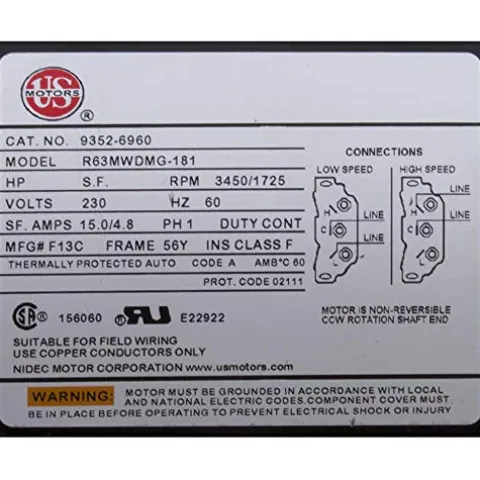 US
MOTORS
®
CAT. NO. 9352-6960
MODEL R63MWDMG-181
HP S.F. RPM 3450/1725
VOLTS 230 HZ 60
SF. AMPS 15.0/4.8 PH 1 DUTY CONT
MFG# F13C FRAME 56Y INS CLASS F
THERMALLY PROTECTED AUTO CODE A AMB°C 60
PROT. CODE 02111
SA ® 156060 RU E22922
SUITABLE FOR FIELD WIRING
USE COPPER CONDUCTORS ONLY
NIDEC MOTOR CORPORATION www.usmotors.com
CONNECTIONS
LOW SPEED HIGH SPEED
L LINE L LINE
H H
C LINE C LINE
MOTOR IS NON-REVERSIBLE
CCW ROTATION SHAFT END
WARNING: MOTOR MUST BE GROUNDED IN ACCORDANCE WITH LOCAL
AND NATIONAL ELECTRIC CODES.COMPONENT COVER MUST
BE IN PLACE BEFORE OPERATING TO PREVENT ELECTRICAL SHOCK OR INJURY